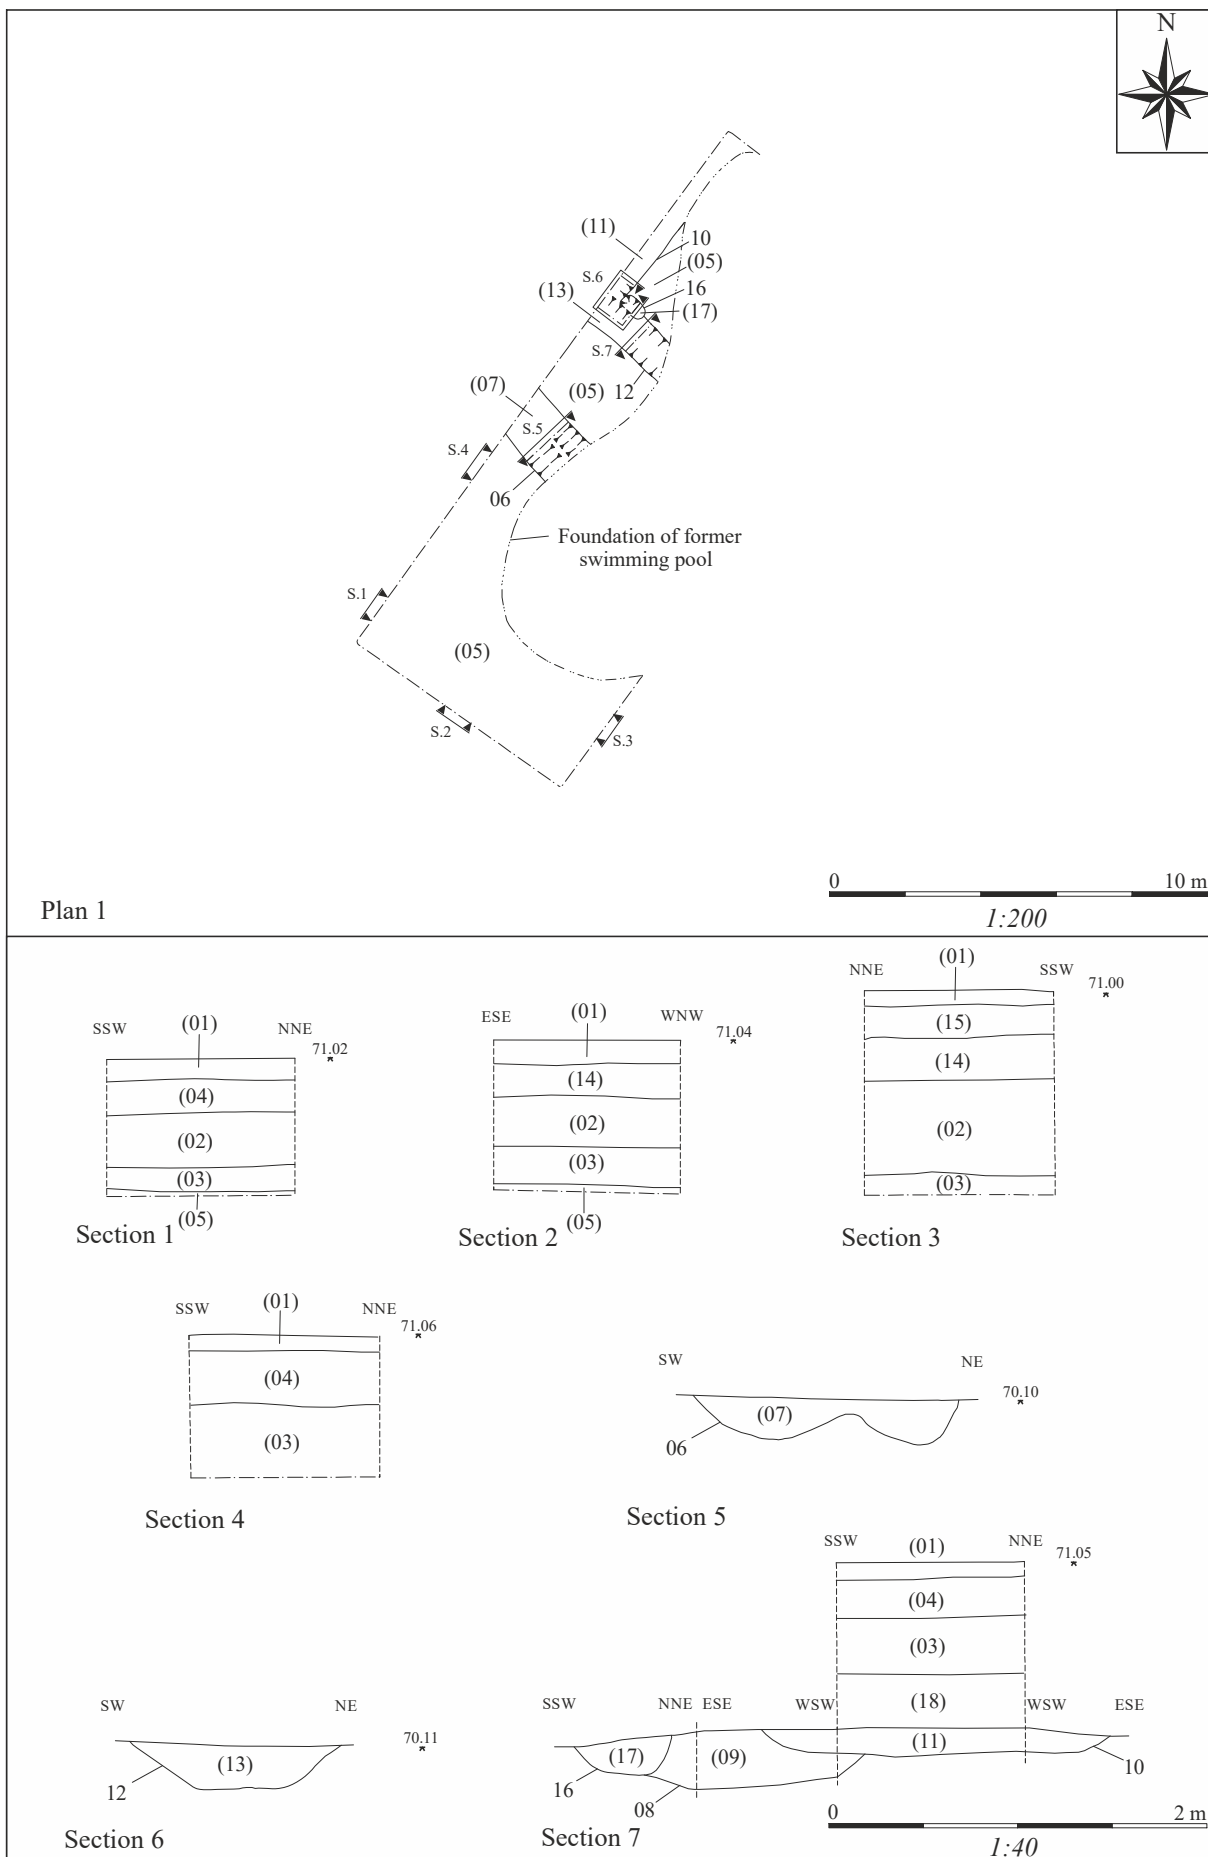 N
(11)
10
(05)
S.6
16
(13)
(17)
S.7
(07)
(05)
12
S.5
S.4
06
Foundation of former
swimming pool
S.1
(05)
S.2
S.3
0
10 m
Plan 1
1:200
(01)
NNE
SSW
71.00
(15)
(14)
(02)
(03)
Section 3
(01)
SSW
NNE
71.02
(04)
(02)
(03)
(05)
Section 1
(01)
ESE
WNW
71.04
(14)
(02)
(03)
(05)
Section 2
(01)
SSW
NNE
71.06
(04)
(03)
Section 4
SW
NE
70.10
(07)
06
Section 5
SSW
(01)
NNE
71.05
(04)
(03)
(18)
SW
NE
70.11
(13)
12
Section 6
SSW
NNE
ESE
WSW
WSW
ESE
(17)
(09)
(11)
16
10
08
Section 7
0
2 m
1:40